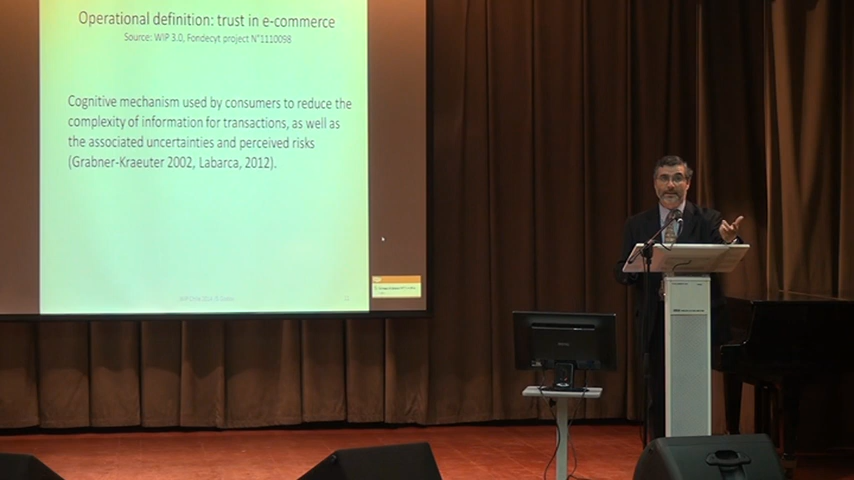 Operational definition: trust in e-commerce
Source: WIP 3.0, Fondecyt project N°1110098
Cognitive mechanism used by consumers to reduce the
complexity of information for transactions, as well as
the associated uncertainties and perceived risks
(Grabner-Kraeuter 2002, Labarca, 2012).